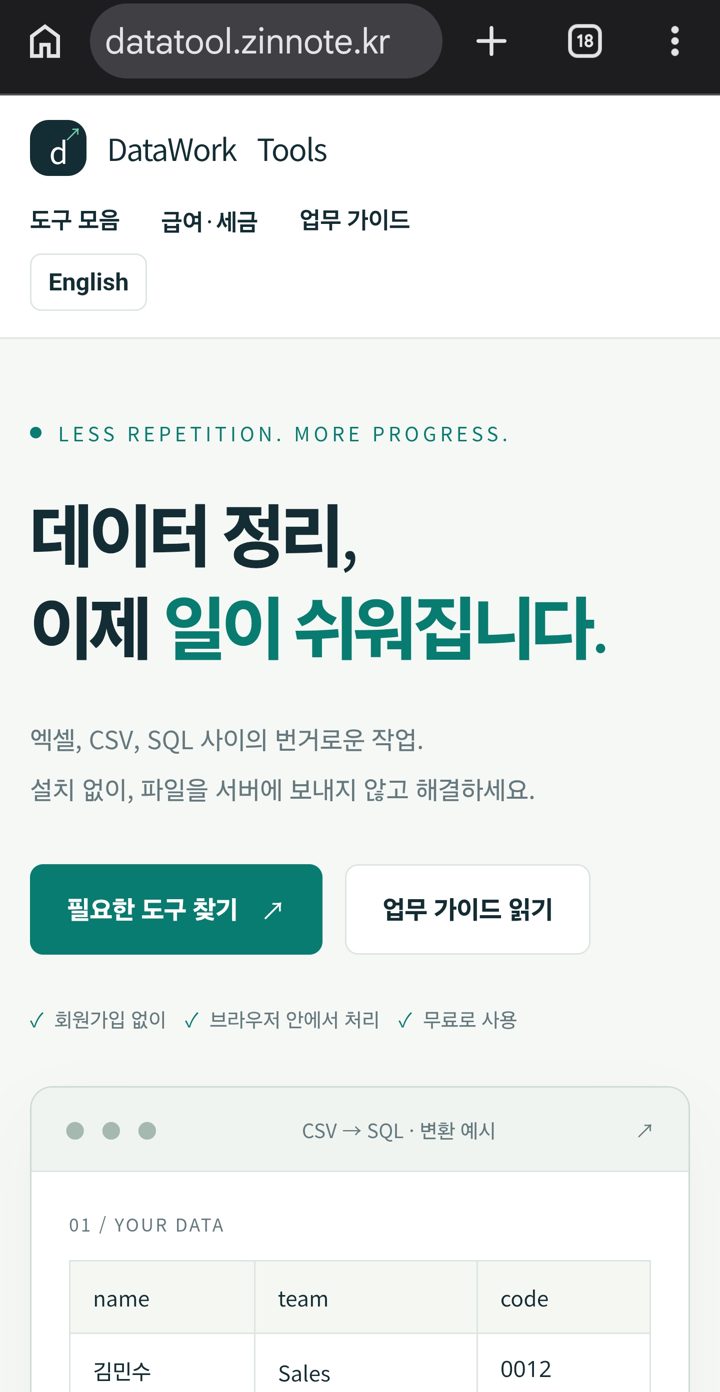 datatool.zinnote.kr
18
d↗ DataWork Tools
도구 모음 급여·세금 업무 가이드
English
LESS REPETITION. MORE PROGRESS.
데이터 정리,
이제 일이 쉬워집니다.
엑셀, CSV, SQL 사이의 번거로운 작업.
설치 없이, 파일을 서버에 보내지 않고 해결하세요.
필요한 도구 찾기 ↗ 업무 가이드 읽기
✓ 회원가입 없이 ✓ 브라우저 안에서 처리 ✓ 무료로 사용
CSV → SQL · 변환 예시 ↗
01 / YOUR DATA
name team code
김민수 Sales 0012